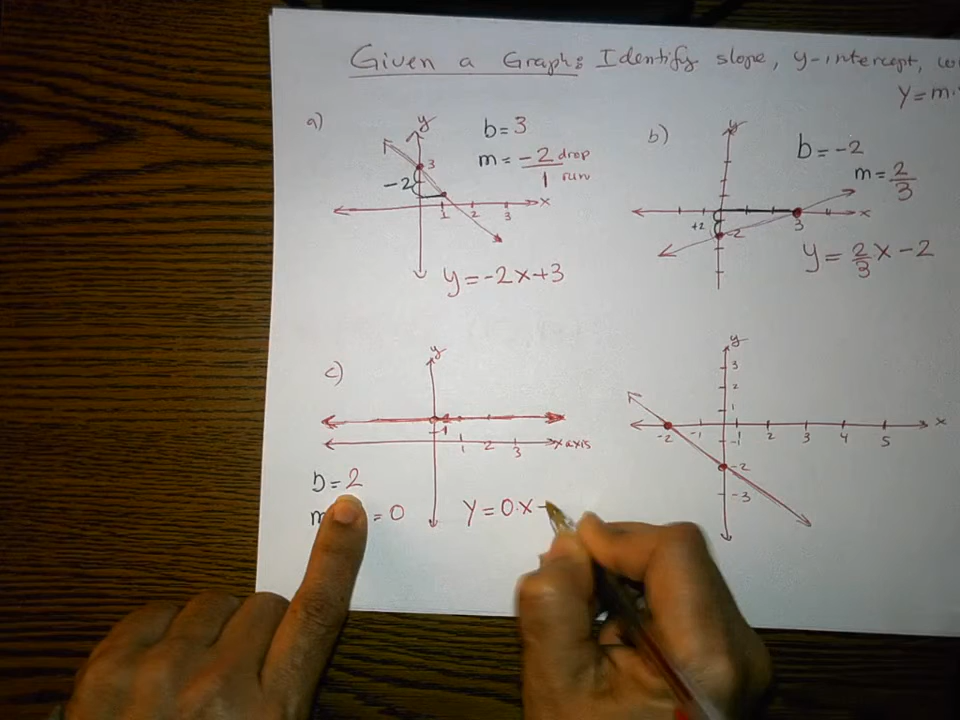 Given a Graph: Identify slope, y-intercept,
Y = m
a)
y
3
-2
1 2 3 x
b = 3
m = -2/1 drop run
y = -2x+3
b)
y
x
+2
-2
3
b = -2
m = 2/3
y = 2/3 x - 2
c)
y
1
1 2 3 x axis
b = 2
m = 0
y = 0·x
y
3
2
1
-2 -1 1 2 3 4 5 x
-1
-2
-3